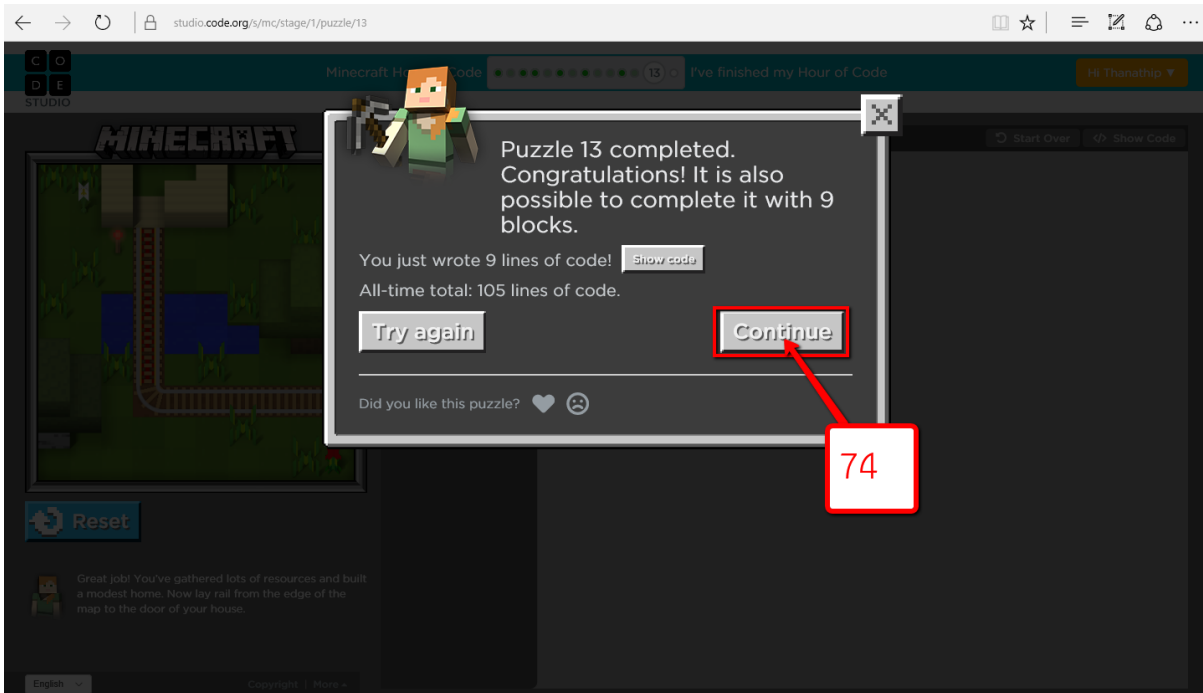 studio.code.org/s/mc/stage/1/puzzle/13
C O
D E
STUDIO
Minecraft Hour of Code 13 I've finished my Hour of Code
Hi Thanathip ▼
MINECRAFT
Start Over </> Show Code
Puzzle 13 completed.
Congratulations! It is also
possible to complete it with 9
blocks.
You just wrote 9 lines of code! Show code
All-time total: 105 lines of code.
Try again Continue
Did you like this puzzle?
74
Reset
Great job! You've gathered lots of resources and built
a modest home. Now lay rail from the edge of the
map to the door of your house.
English Copyright | More